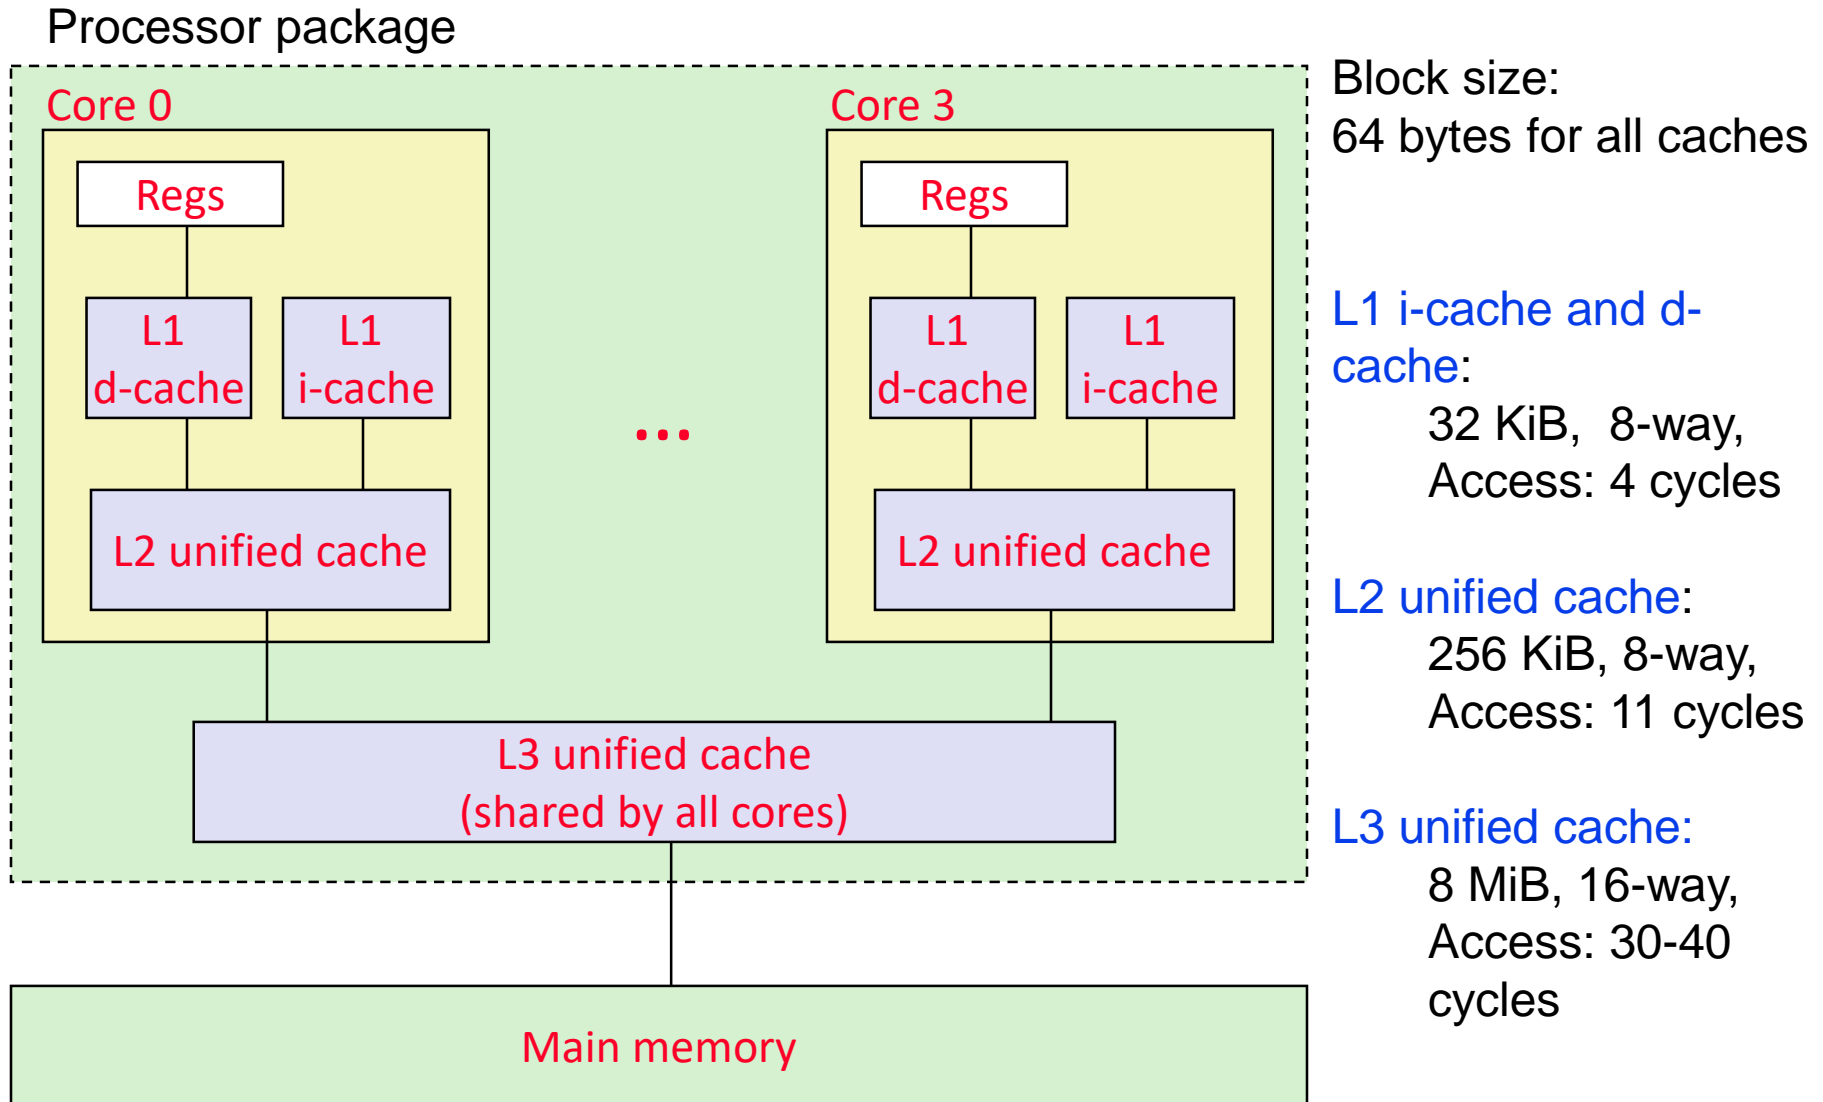 Processor package
Core 0
Regs
L1
d-cache
L1
i-cache
L2 unified cache
...
Core 3
Regs
L1
d-cache
L1
i-cache
L2 unified cache
L3 unified cache
(shared by all cores)
Main memory
Block size:
64 bytes for all caches
L1 i-cache and d-
cache:
32 KiB, 8-way,
Access: 4 cycles
L2 unified cache:
256 KiB, 8-way,
Access: 11 cycles
L3 unified cache:
8 MiB, 16-way,
Access: 30-40
cycles